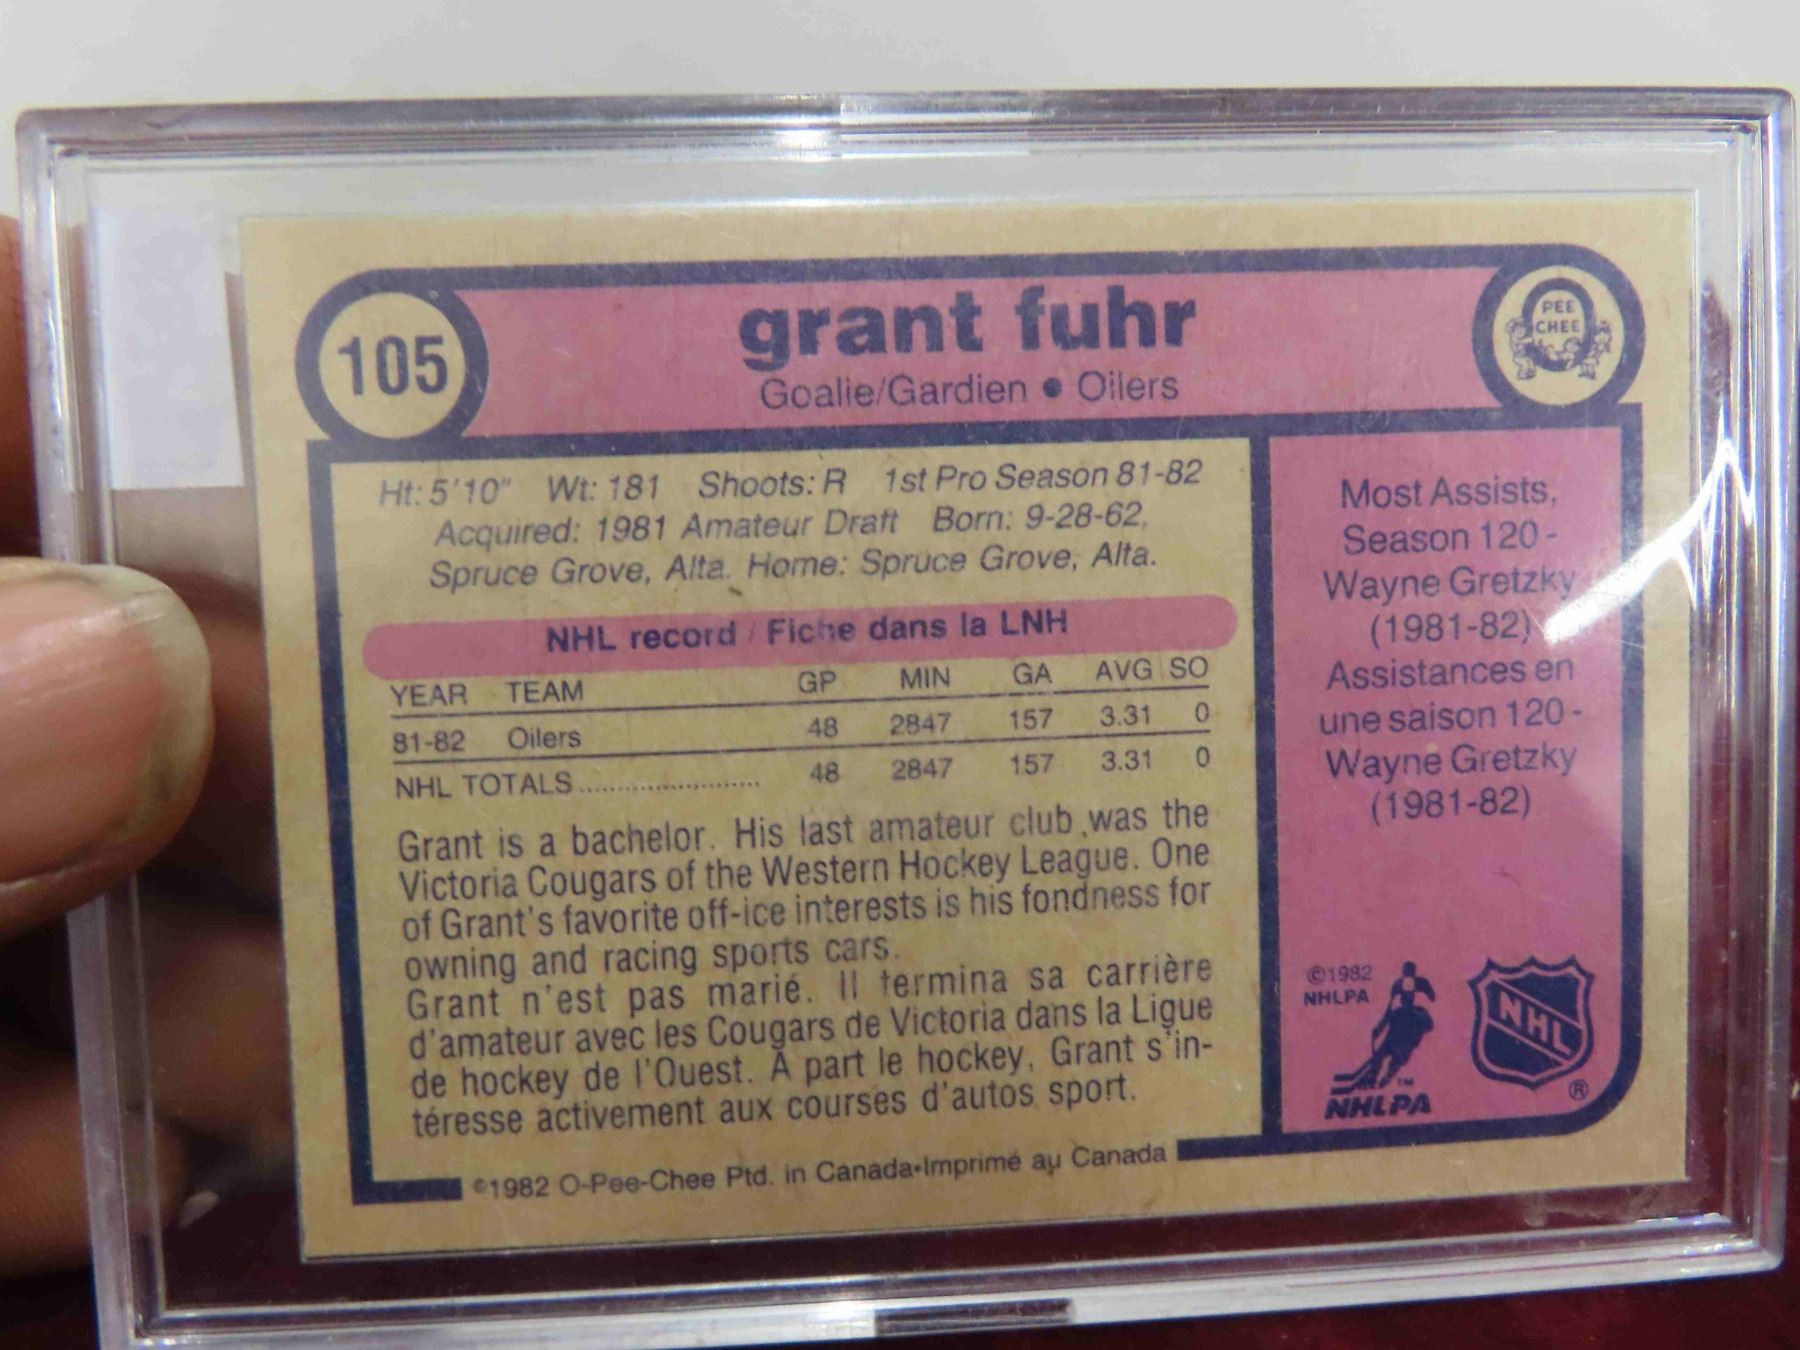 105
grant fuhr
Goalie/Gardien • Oilers
PEE
CHEE
Ht: 5'10" Wt: 181 Shoots: R 1st Pro Season 81-82
Acquired: 1981 Amateur Draft Born: 9-28-62,
Spruce Grove, Alta. Home: Spruce Grove, Alta.
NHL record / Fiche dans la LNH
YEAR TEAM GP MIN GA AVG SO
81-82 Oilers 48 2847 157 3.31 0
NHL TOTALS........................ 48 2847 157 3.31 0
Grant is a bachelor. His last amateur club was the
Victoria Cougars of the Western Hockey League. One
of Grant's favorite off-ice interests is his fondness for
owning and racing sports cars.
Grant n'est pas marié. Il termina sa carrière
d'amateur avec les Cougars de Victoria dans la Ligue
de hockey de l'Ouest. A part le hockey, Grant s'in-
téresse activement aux courses d'autos sport.
©1982 O-Pee-Chee Ptd. in Canada•Imprimé au Canada
Most Assists,
Season 120 -
Wayne Gretzky
(1981-82)
Assistances en
une saison 120 -
Wayne Gretzky
(1981-82)
©1982
NHLPA
TM
NHLPA
NHL
®